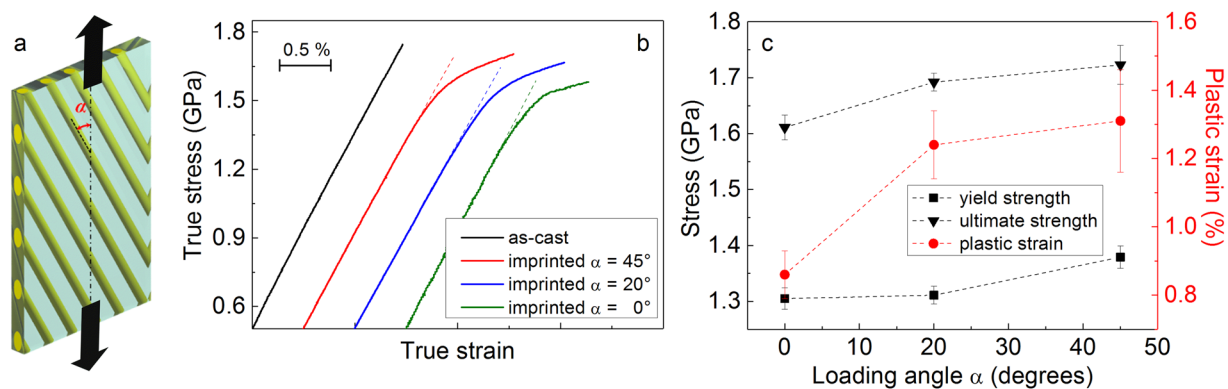 a
α
b
0.5 %
1.8
1.5
1.2
0.9
0.6
True stress (GPa)
True strain
as-cast
imprinted α = 45°
imprinted α = 20°
imprinted α = 0°
c
1.8
1.7
1.6
1.5
1.4
1.3
Stress (GPa)
0 10 20 30 40 50
Loading angle α (degrees)
yield strength
ultimate strength
plastic strain
1.6
1.4
1.2
1.0
0.8
Plastic strain (%)